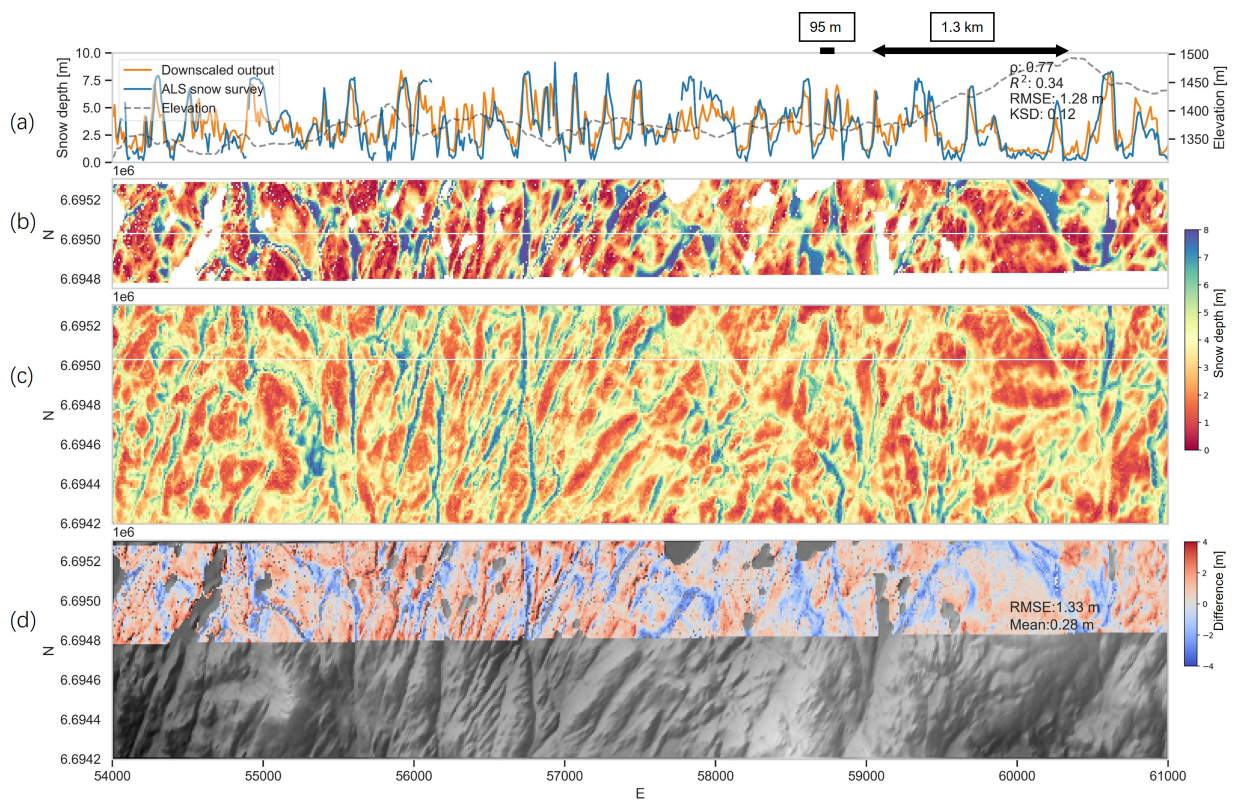 95 m
1.3 km
(a)
Snow depth [m]
10.0
7.5
5.0
2.5
0.0
Downscaled output
ALS snow survey
Elevation
ρ: 0.77
R²: 0.34
RMSE: 1.28 m
KSD: 0.12
1500
1450
1400
1350
Elevation [m]
1e6
(b)
N
6.6952
6.6950
6.6948
1e6
(c)
N
6.6952
6.6950
6.6948
6.6946
6.6944
6.6942
8
7
6
5
4
3
2
1
0
Snow depth [m]
1e6
(d)
N
6.6952
6.6950
6.6948
6.6946
6.6944
6.6942
RMSE:1.33 m
Mean:0.28 m
4
2
0
−2
−4
Difference [m]
54000
55000
56000
57000
58000
59000
60000
61000
E